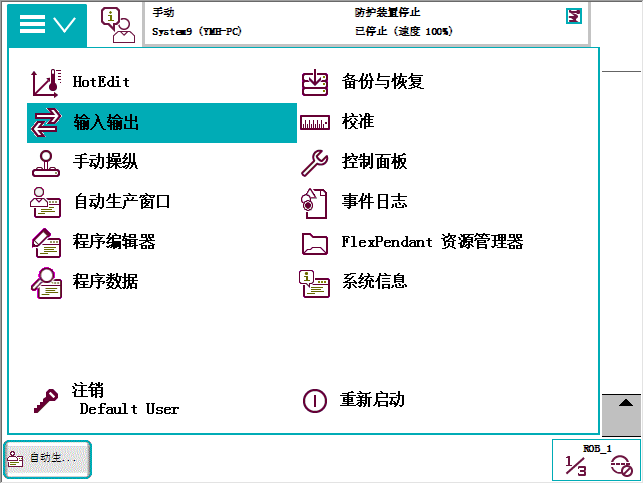 手动
防护装置停止
System9 (YMH-PC)
已停止 (速度 100%)
HotEdit
备份与恢复
输入输出
校准
手动操纵
控制面板
自动生产窗口
事件日志
程序编辑器
FlexPendant 资源管理器
程序数据
系统信息
注销
Default User
重新启动
自动生...
ROB_1
1/3